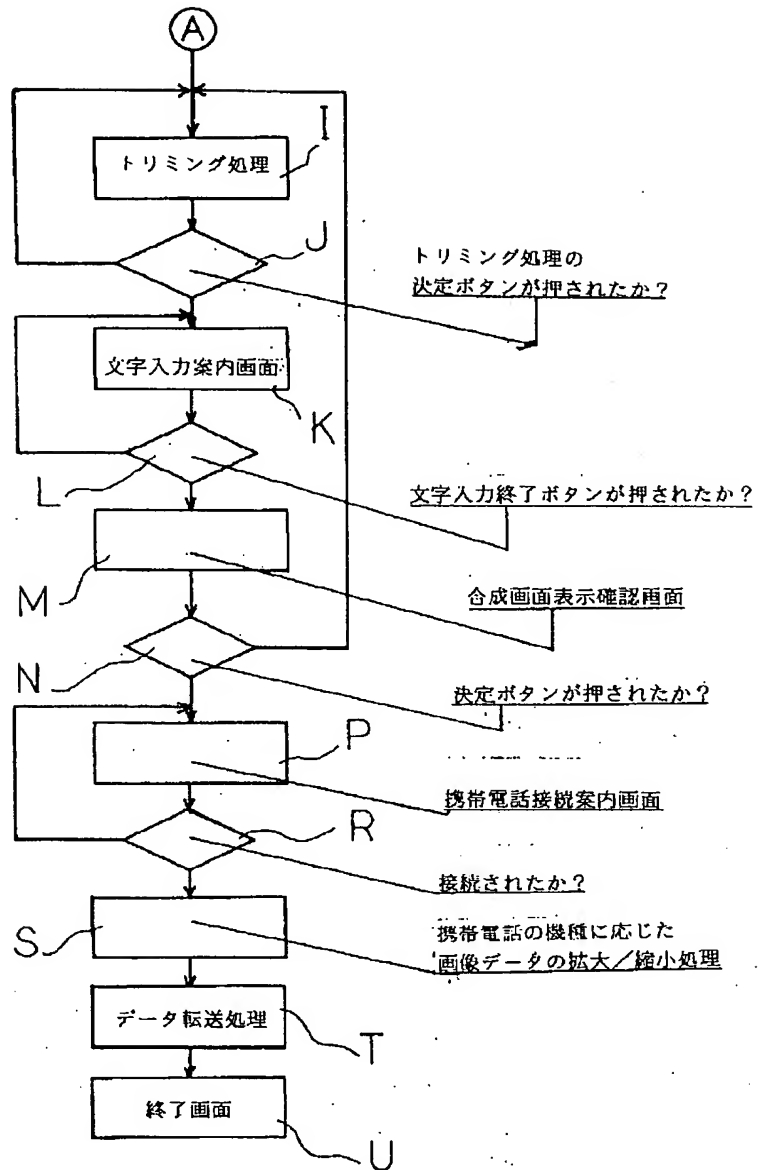 A
I
トリミング処理
J
トリミング処理の
決定ボタンが押されたか?
文字入力案内画面
K
L
文字入力終了ボタンが押されたか?
M
合成画面表示確認画面
N
決定ボタンが押されたか?
P
携帯電話接続案内画面
R
接続されたか?
S
携帯電話の機種に応じた
画像データの拡大/縮小処理
データ転送処理
T
終了画面
U